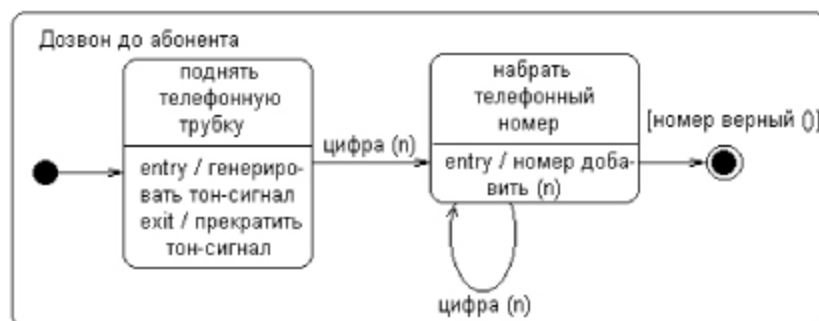 Дозвон до абонента
поднять
телефонную
трубку
entry / генериро-
вать тон-сигнал
exit / прекратить
тон-сигнал
цифра (n)
набрать
телефонный
номер
entry / номер доба-
вить (n)
цифра (n)
[номер верный ()]